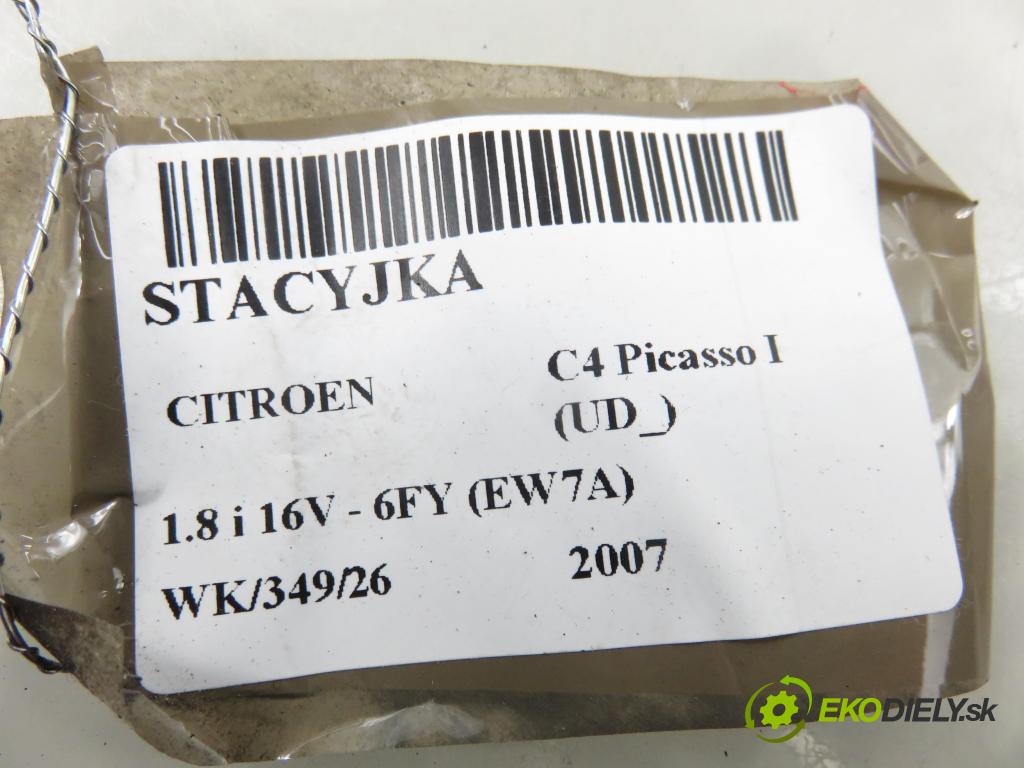 STACYJKA
CITROEN
C4 Picasso I
(UD_)
1.8 i 16V - 6FY (EW7A)
WK/349/26
2007
EKODIELY.sk